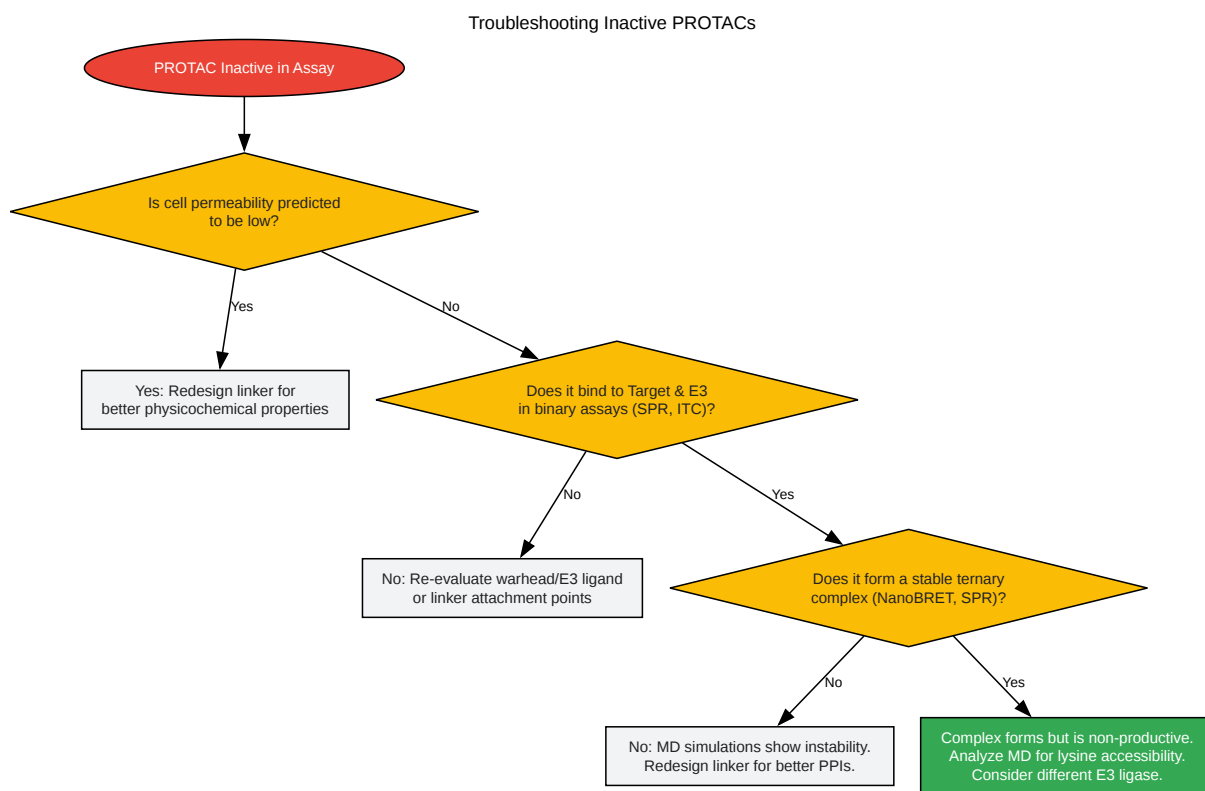 Troubleshooting Inactive PROTACs
PROTAC Inactive in Assay
Is cell permeability predicted
to be low?
Yes
No
Yes: Redesign linker for
better physicochemical properties
Does it bind to Target & E3
in binary assays (SPR, ITC)?
No
Yes
No: Re-evaluate warhead/E3 ligand
or linker attachment points
Does it form a stable ternary
complex (NanoBRET, SPR)?
No
Yes
No: MD simulations show instability.
Redesign linker for better PPIs.
Complex forms but is non-productive.
Analyze MD for lysine accessibility.
Consider different E3 ligase.